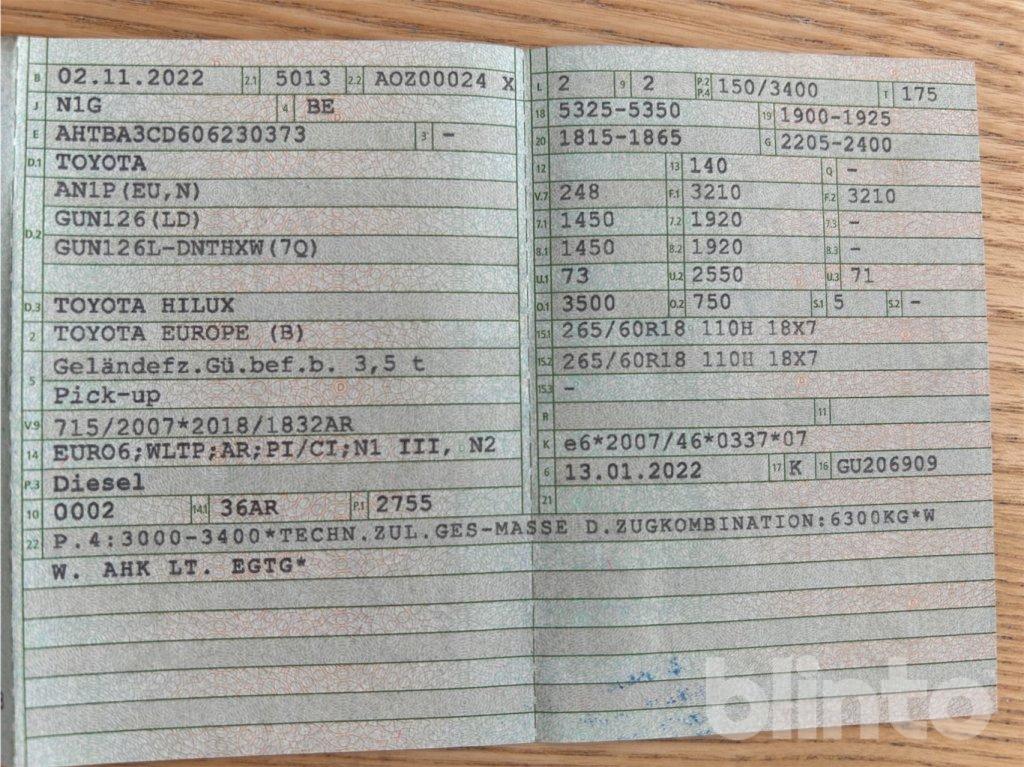 B 02.11.2022 2.1 5013 2.2 AOZ00024 X
J N1G 4 BE
E AHTBA3CD606230373 3 -
D.1 TOYOTA
AN1P(EU,N)
D.2 GUN126(LD)
GUN126L-DNTHXW(7Q)
D.3 TOYOTA HILUX
2 TOYOTA EUROPE (B)
5 Geländefz.Gü.bef.b. 3,5 t
Pick-up
V.9 715/2007*2018/1832AR
14 EURO6;WLTP;AR;PI/CI;N1 III, N2
P.3 Diesel
10 0002 14.1 36AR P.1 2755
L 2 9 2 P.2 P.4 150/3400 T 175
18 5325-5350 19 1900-1925
20 1815-1865 G 2205-2400
12 13 140 Q -
V.7 248 F.1 3210 F.2 3210
7.1 1450 7.2 1920 7.3 -
8.1 1450 8.2 1920 8.3 -
U.1 73 U.2 2550 U.3 71
O.1 3500 O.2 750 S.1 5 S.2 -
15.1 265/60R18 110H 18X7
15.2 265/60R18 110H 18X7
15.3 -
R 11
K e6*2007/46*0337*07
6 13.01.2022 17 K 16 GU206909
21
22 P.4:3000-3400*TECHN.ZUL.GES-MASSE D.ZUGKOMBINATION:6300KG*W
W. AHK LT. EGTG*
blinto